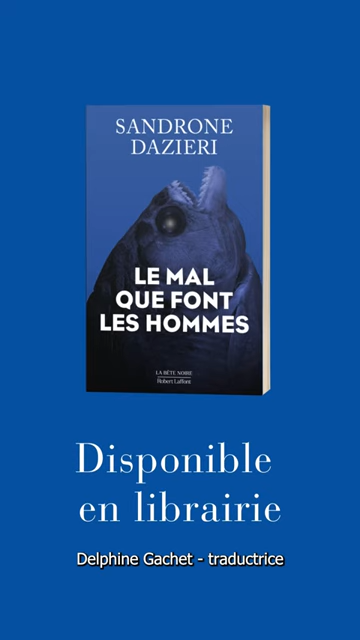 SANDRONE
DAZIERI
LE MAL
QUE FONT
LES HOMMES
LA BÊTE NOIRE
Robert Laffont
Disponible
en librairie
Delphine Gachet - traductrice